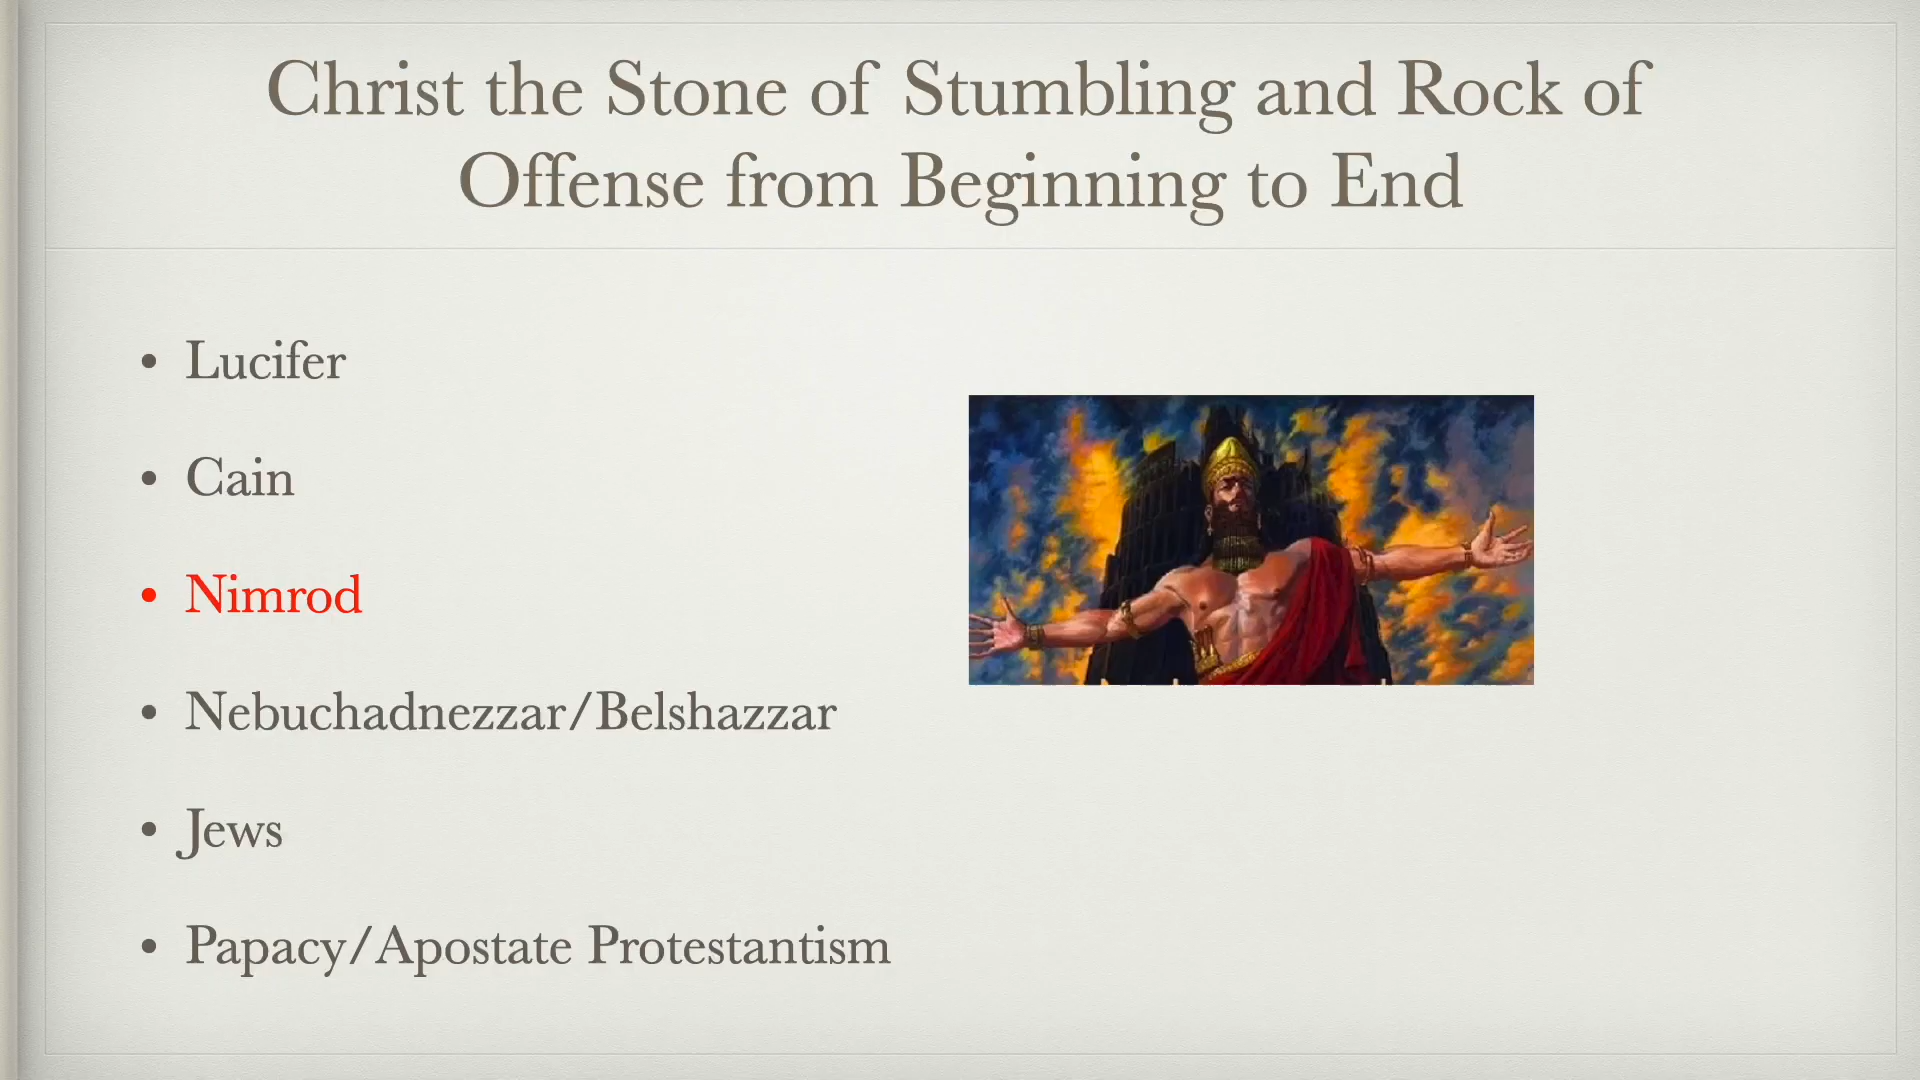 Christ the Stone of Stumbling and Rock of
Offense from Beginning to End
• Lucifer
• Cain
• Nimrod
• Nebuchadnezzar/Belshazzar
• Jews
• Papacy/Apostate Protestantism